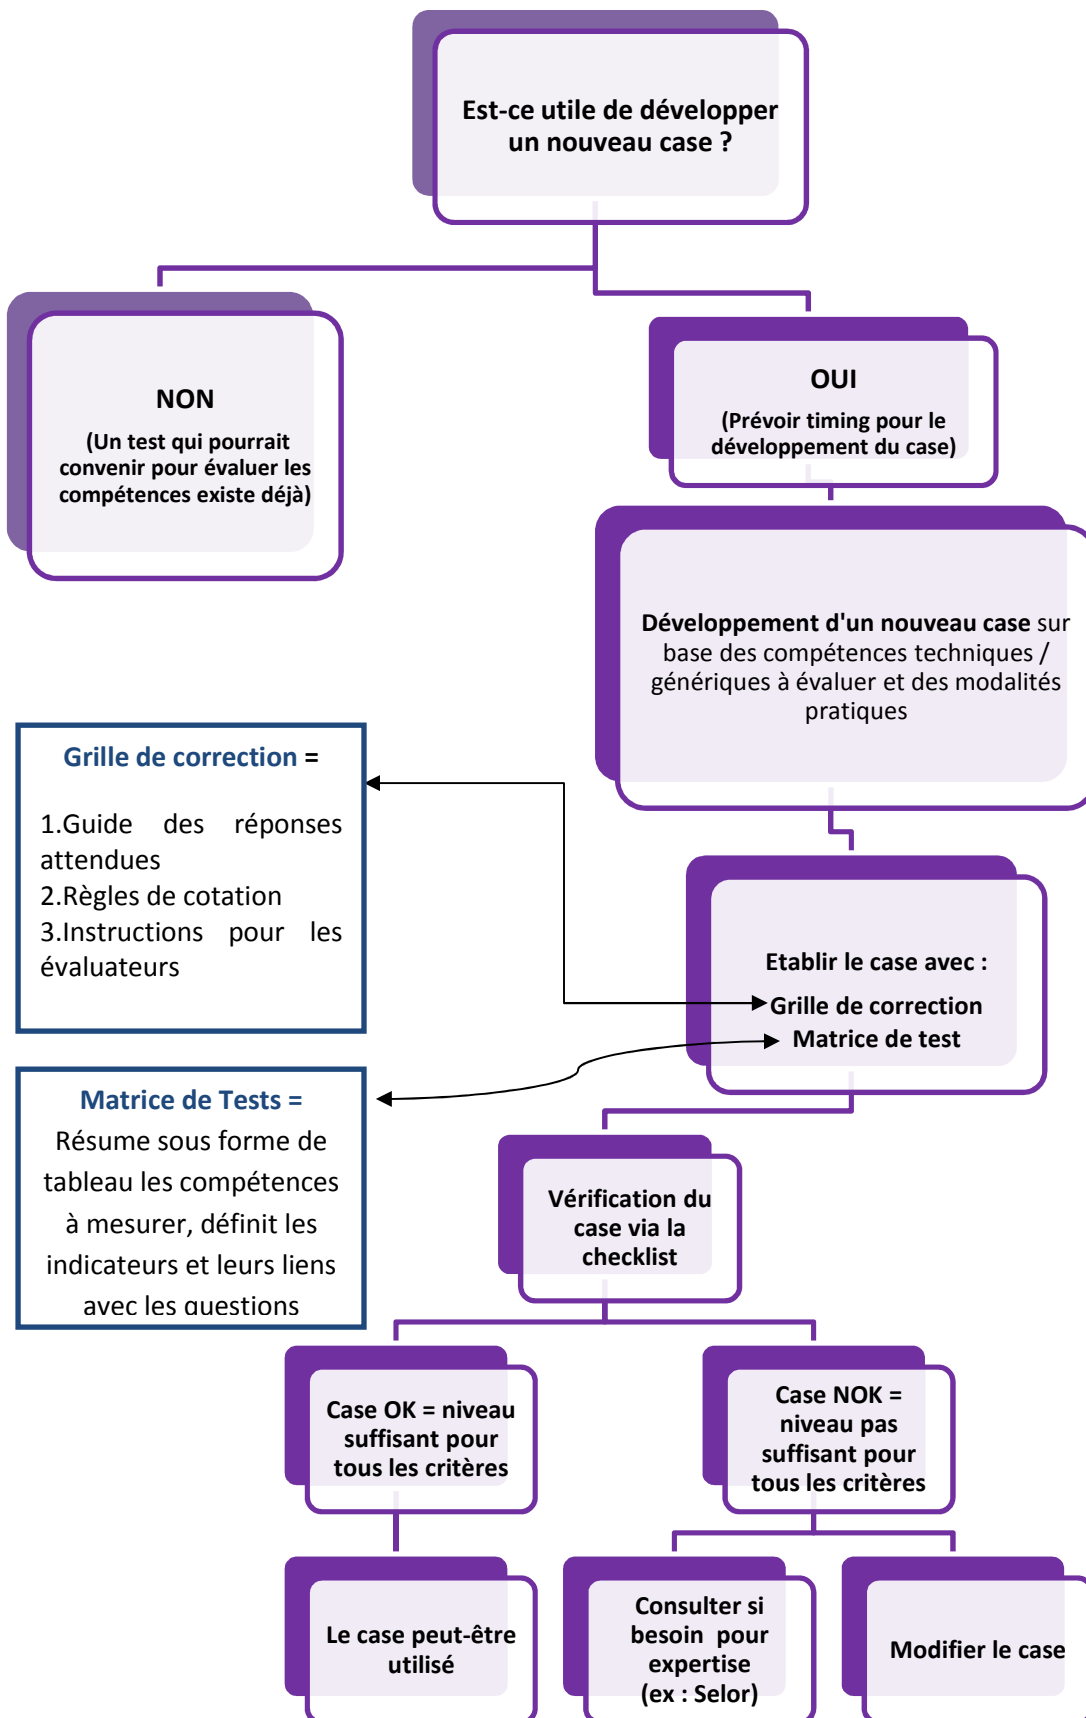 Est-ce utile de développer
un nouveau case ?
NON
(Un test qui pourrait
convenir pour évaluer les
compétences existe déjà)
OUI
(Prévoir timing pour le
développement du case)
Développement d'un nouveau case sur
base des compétences techniques /
génériques à évaluer et des modalités
pratiques
Grille de correction =
1.Guide des réponses
attendues
2.Règles de cotation
3.Instructions pour les
évaluateurs
Etablir le case avec :
Grille de correction
Matrice de test
Matrice de Tests =
Résume sous forme de
tableau les compétences
à mesurer, définit les
indicateurs et leurs liens
avec les questions
Vérification du
case via la
checklist
Case OK = niveau
suffisant pour
tous les critères
Case NOK =
niveau pas
suffisant pour
tous les critères
Le case peut-être
utilisé
Consulter si
besoin pour
expertise
(ex : Selor)
Modifier le case